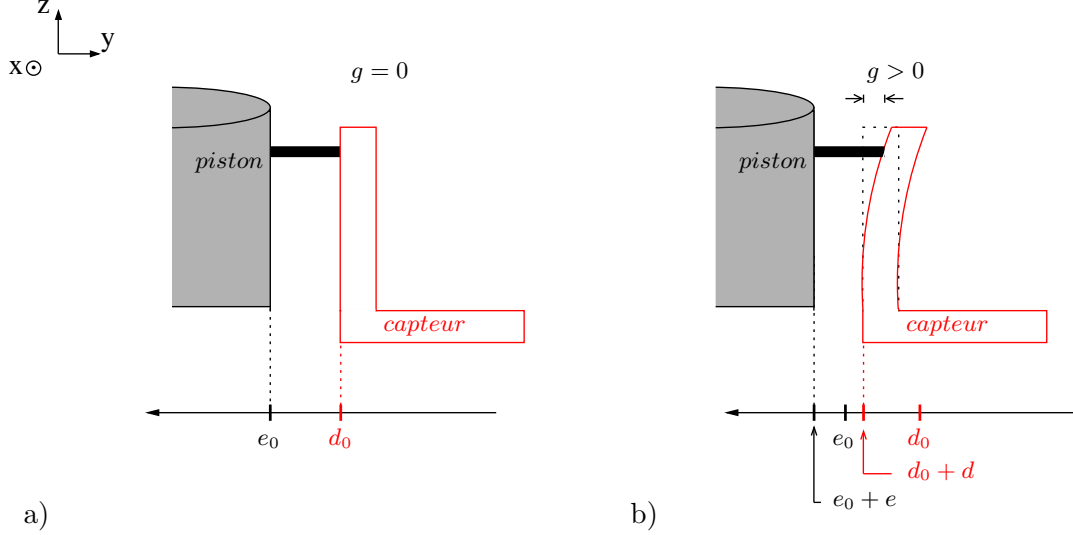 z
y
x
g = 0
piston
capteur
e₀
d₀
a)
g > 0
piston
capteur
e₀
d₀
d₀ + d
e₀ + e
b)